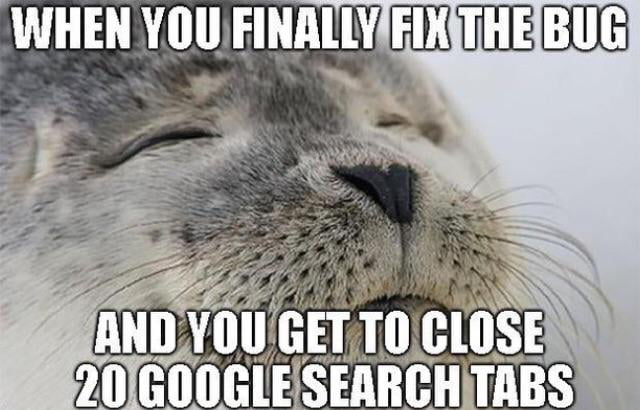 WHEN YOU FINALLY FIX THE BUG
AND YOU GET TO CLOSE
20 GOOGLE SEARCH TABS